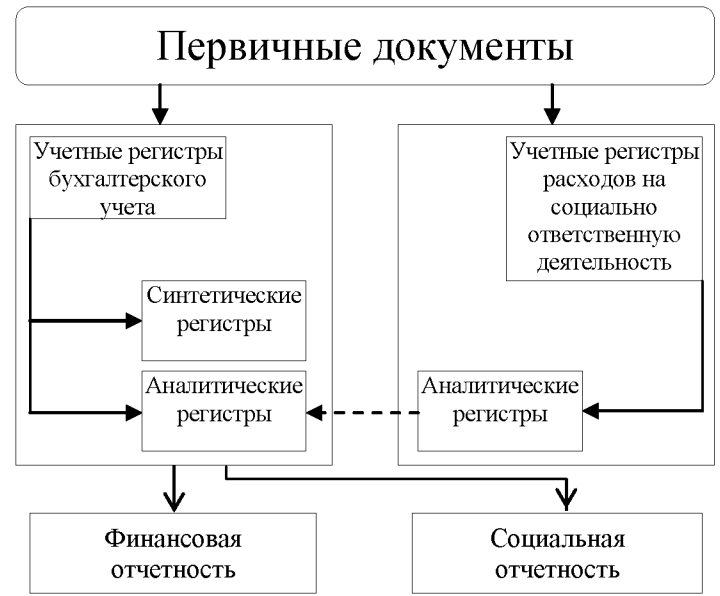 Первичные документы
Учетные регистры
бухгалтерского
учета
Учетные регистры
расходов на
социально
ответственную
деятельность
Синтетические
регистры
Аналитические
регистры
Аналитические
регистры
Финансовая
отчетность
Социальная
отчетность